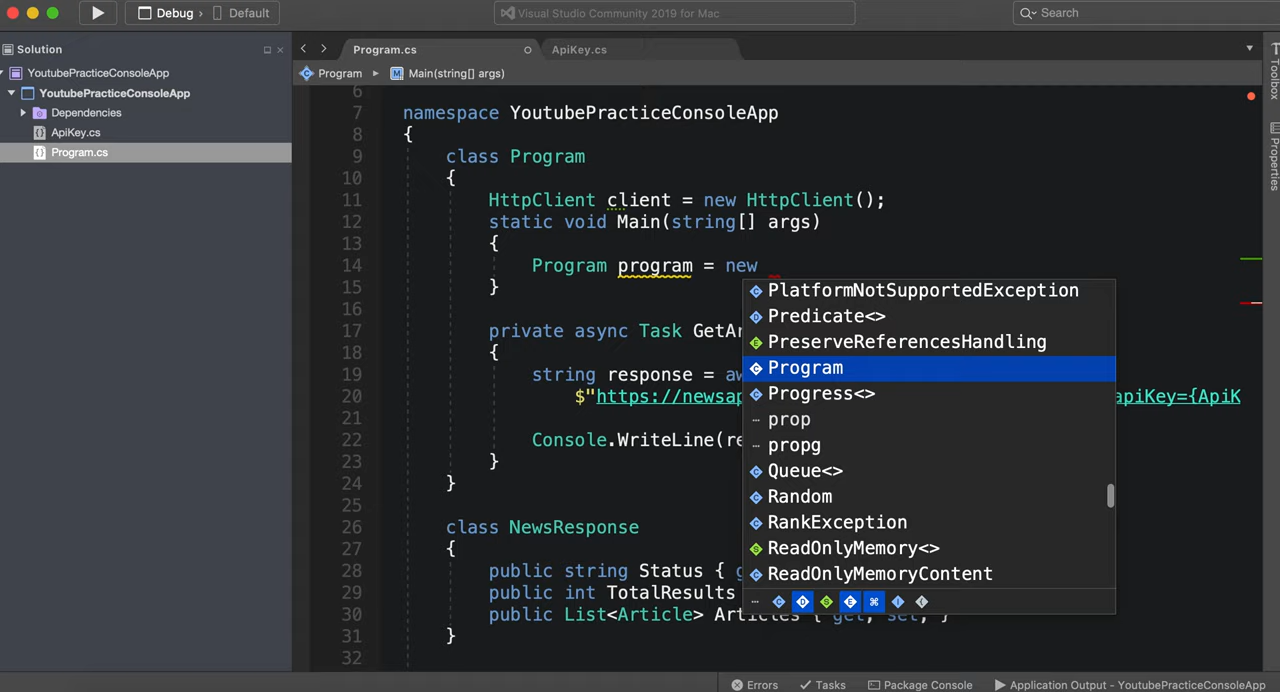 Debug › Default
Visual Studio Community 2019 for Mac
Search
Solution
Program.cs
ApiKey.cs
YoutubePracticeConsoleApp
YoutubePracticeConsoleApp
Dependencies
ApiKey.cs
Program.cs
Program ▸ Main(string[] args)
6
7 namespace YoutubePracticeConsoleApp
8 {
9 class Program
10 {
11 HttpClient client = new HttpClient();
12 static void Main(string[] args)
13 {
14 Program program = new
15 }
16
17 private async Task GetAr
18 {
19 string response = aw
20 $"https://newsap apiKey={ApiK
21
22 Console.WriteLine(re
23 }
24 }
25
26 class NewsResponse
27 {
28 public string Status { g
29 public int TotalResults
30 public List<Article> Articles { get; set; }
31 }
32
PlatformNotSupportedException
Predicate<>
PreserveReferencesHandling
Program
Progress<>
prop
propg
Queue<>
Random
RankException
ReadOnlyMemory<>
ReadOnlyMemoryContent
Toolbox
Properties
Errors
Tasks
Package Console
Application Output - YoutubePracticeConsoleApp